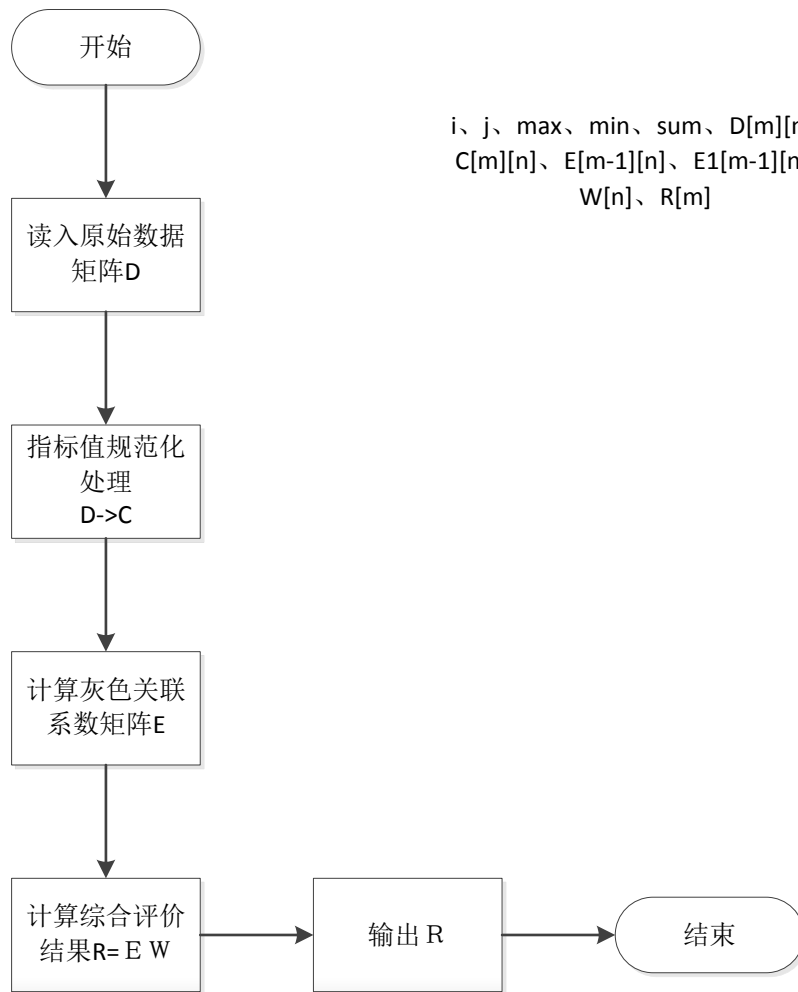 开始
i、j、max、min、sum、D[m][n
C[m][n]、E[m-1][n]、E1[m-1][n
W[n]、R[m]
读入原始数据
矩阵D
指标值规范化
处理
D->C
计算灰色关联
系数矩阵E
计算综合评价
结果R=ＥＷ
输出Ｒ
结束